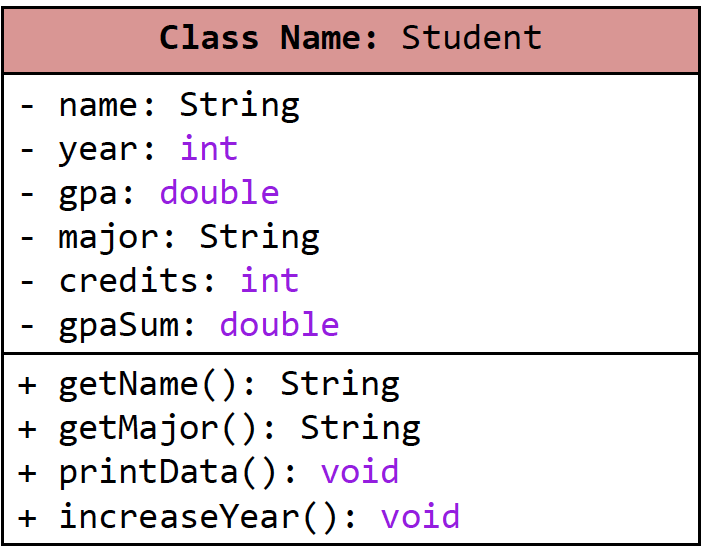 Class Name: Student
- name: String
- year: int
- gpa: double
- major: String
- credits: int
- gpaSum: double
+ getName(): String
+ getMajor(): String
+ printData(): void
+ increaseYear(): void